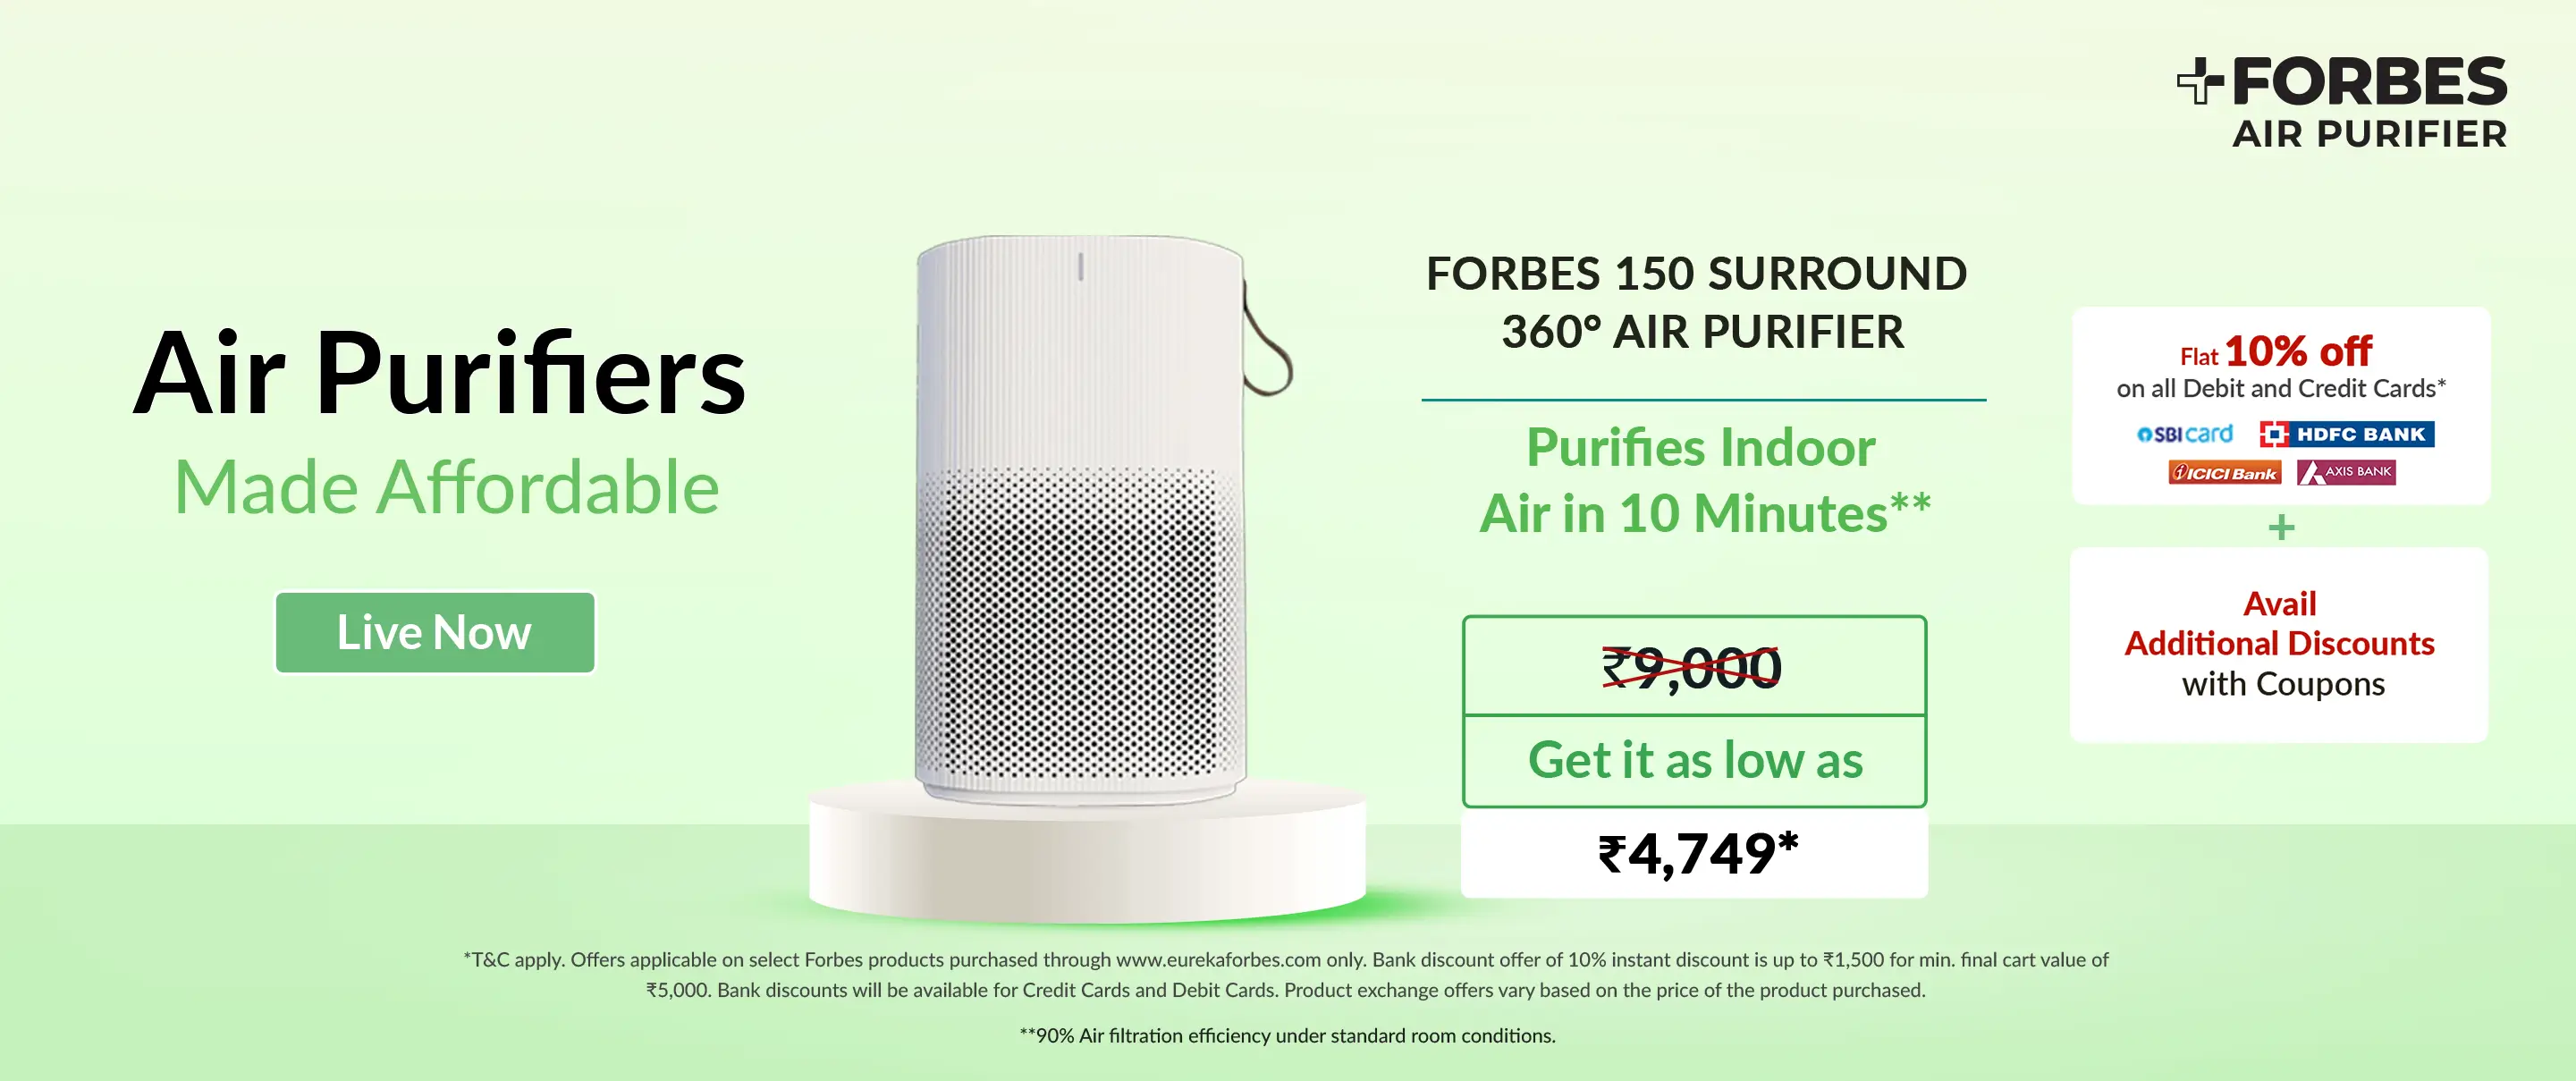 FORBES
AIR PURIFIER
Air Purifiers
Made Affordable
Live Now
FORBES 150 SURROUND
360° AIR PURIFIER
Purifies Indoor
Air in 10 Minutes**
₹9,000
Get it as low as
₹4,749*
Flat 10% off
on all Debit and Credit Cards*
SBI card HDFC BANK
ICICI Bank AXIS BANK
+
Avail
Additional Discounts
with Coupons
*T&C apply. Offers applicable on select Forbes products purchased through www.eurekaforbes.com only. Bank discount offer of 10% instant discount is up to ₹1,500 for min. final cart value of
₹5,000. Bank discounts will be available for Credit Cards and Debit Cards. Product exchange offers vary based on the price of the product purchased.
**90% Air filtration efficiency under standard room conditions.